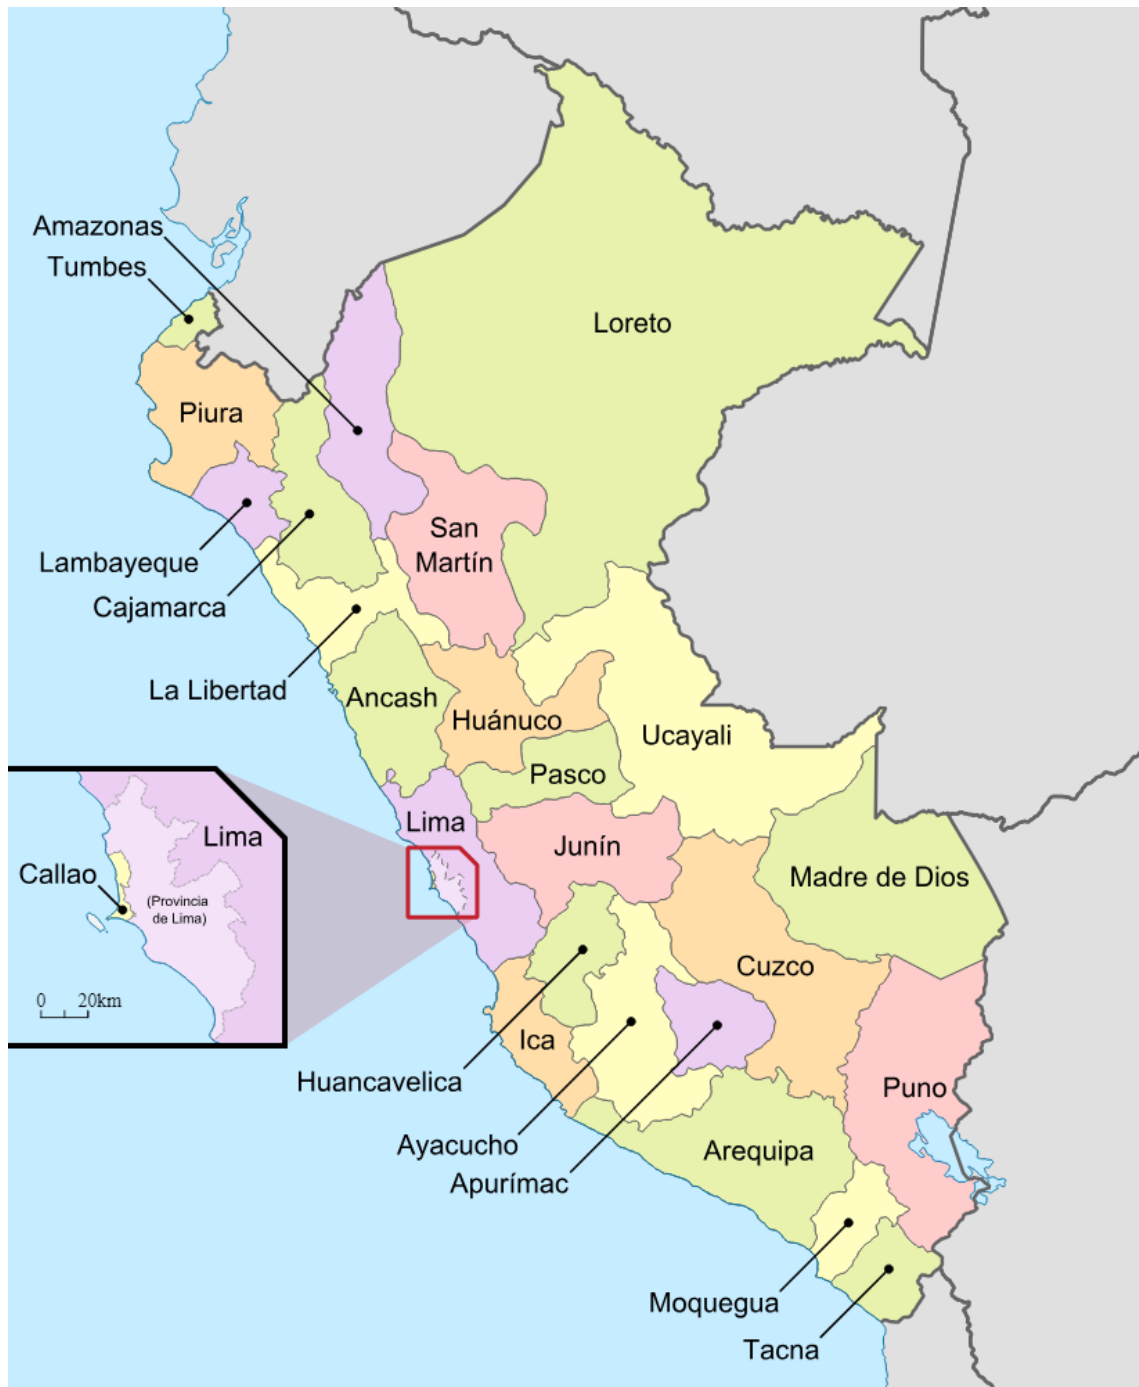 Amazonas
Tumbes
Loreto
Piura
San
Martín
Lambayeque
Cajamarca
La Libertad
Ancash
Huánuco
Ucayali
Pasco
Lima
Junín
Lima
Callao
(Provincia
de Lima)
0 20km
Madre de Dios
Cuzco
Ica
Huancavelica
Puno
Ayacucho
Arequipa
Apurímac
Moquegua
Tacna